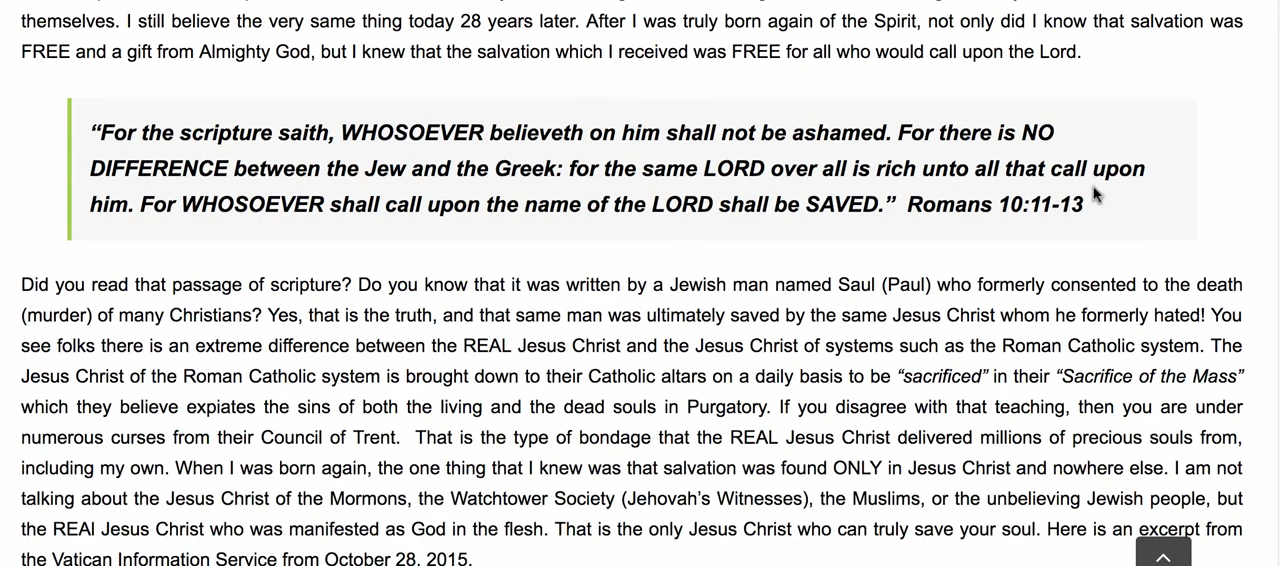 themselves. I still believe the very same thing today 28 years later. After I was truly born again of the Spirit, not only did I know that salvation was
FREE and a gift from Almighty God, but I knew that the salvation which I received was FREE for all who would call upon the Lord.
“For the scripture saith, WHOSOEVER believeth on him shall not be ashamed. For there is NO
DIFFERENCE between the Jew and the Greek: for the same LORD over all is rich unto all that call upon
him. For WHOSOEVER shall call upon the name of the LORD shall be SAVED.”  Romans 10:11-13
Did you read that passage of scripture? Do you know that it was written by a Jewish man named Saul (Paul) who formerly consented to the death
(murder) of many Christians? Yes, that is the truth, and that same man was ultimately saved by the same Jesus Christ whom he formerly hated! You
see folks there is an extreme difference between the REAL Jesus Christ and the Jesus Christ of systems such as the Roman Catholic system. The
Jesus Christ of the Roman Catholic system is brought down to their Catholic altars on a daily basis to be “sacrificed” in their “Sacrifice of the Mass”
which they believe expiates the sins of both the living and the dead souls in Purgatory. If you disagree with that teaching, then you are under
numerous curses from their Council of Trent.  That is the type of bondage that the REAL Jesus Christ delivered millions of precious souls from,
including my own. When I was born again, the one thing that I knew was that salvation was found ONLY in Jesus Christ and nowhere else. I am not
talking about the Jesus Christ of the Mormons, the Watchtower Society (Jehovah’s Witnesses), the Muslims, or the unbelieving Jewish people, but
the REAl Jesus Christ who was manifested as God in the flesh. That is the only Jesus Christ who can truly save your soul. Here is an excerpt from
the Vatican Information Service from October 28, 2015.